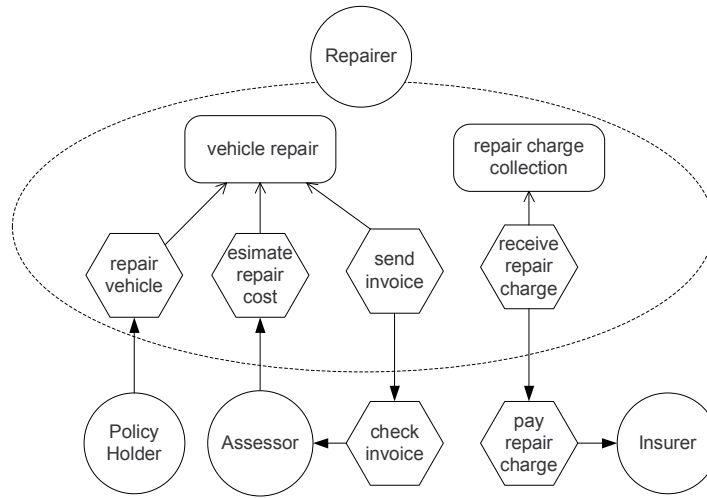 Repairer
vehicle repair
repair charge
collection
repair
vehicle
esimate
repair
cost
send
invoice
receive
repair
charge
Policy
Holder
Assessor
check
invoice
pay
repair
charge
Insurer